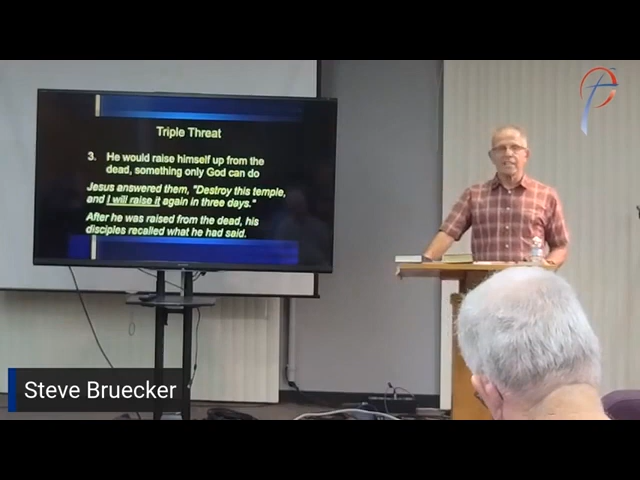 Triple Threat
3. He would raise himself up from the
dead, something only God can do
Jesus answered them, "Destroy this temple,
and I will raise it again in three days."
After he was raised from the dead, his
disciples recalled what he had said.
Steve Bruecker